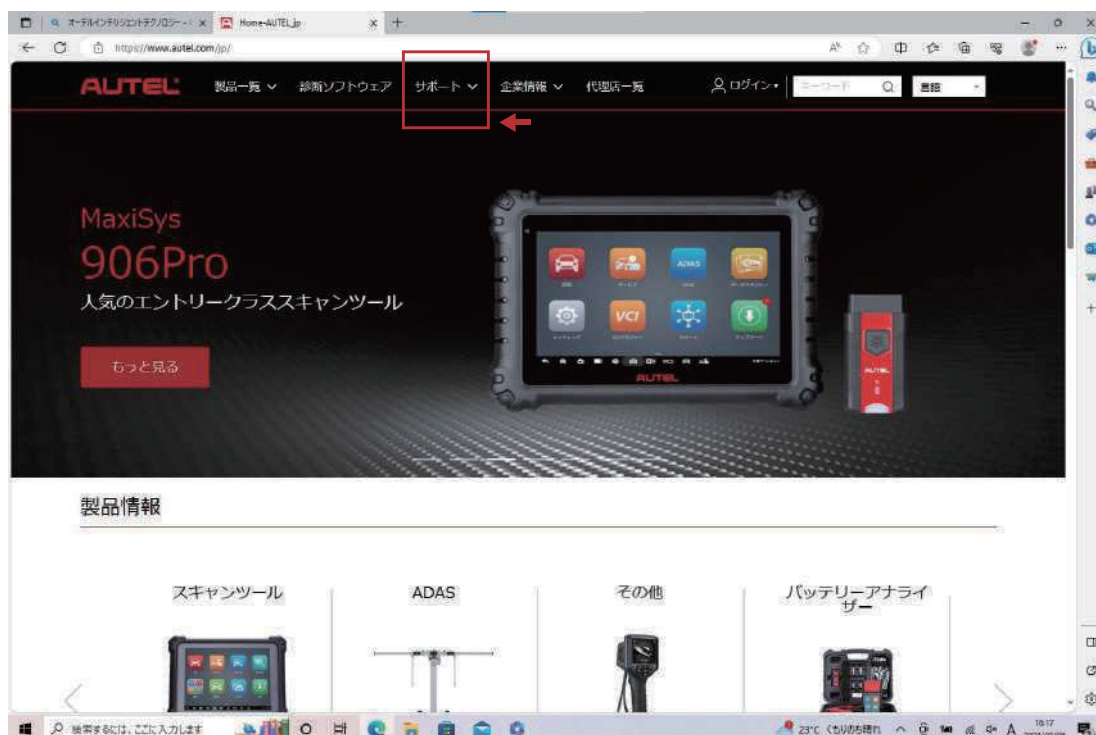 オーテルインテリジェントテクノロジー - ×
Home-AUTEL_jp ×
https://www.autel.com/jp/
AUTEL
製品一覧
診断ソフトウェア
サポート
企業情報
代理店一覧
ログイン
キーワード
言語
MaxiSys
906Pro
人気のエントリークラススキャンツール
もっと見る
ADAS
VCI
AUTEL
AUTEL
製品情報
スキャンツール
ADAS
その他
バッテリーアナライ
ザー
検索するには、ここに入力します
23°C くもりのち晴れ
A
16:17